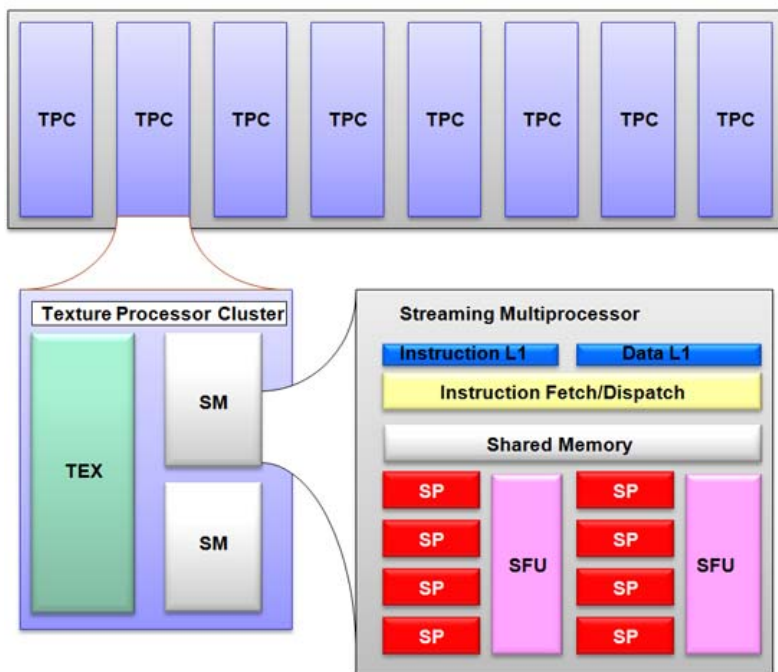 TPC TPC TPC TPC TPC TPC TPC TPC
Texture Processor Cluster
TEX
SM
SM
Streaming Multiprocessor
Instruction L1 Data L1
Instruction Fetch/Dispatch
Shared Memory
SP SP
SP SP
SFU SFU
SP SP
SP SP